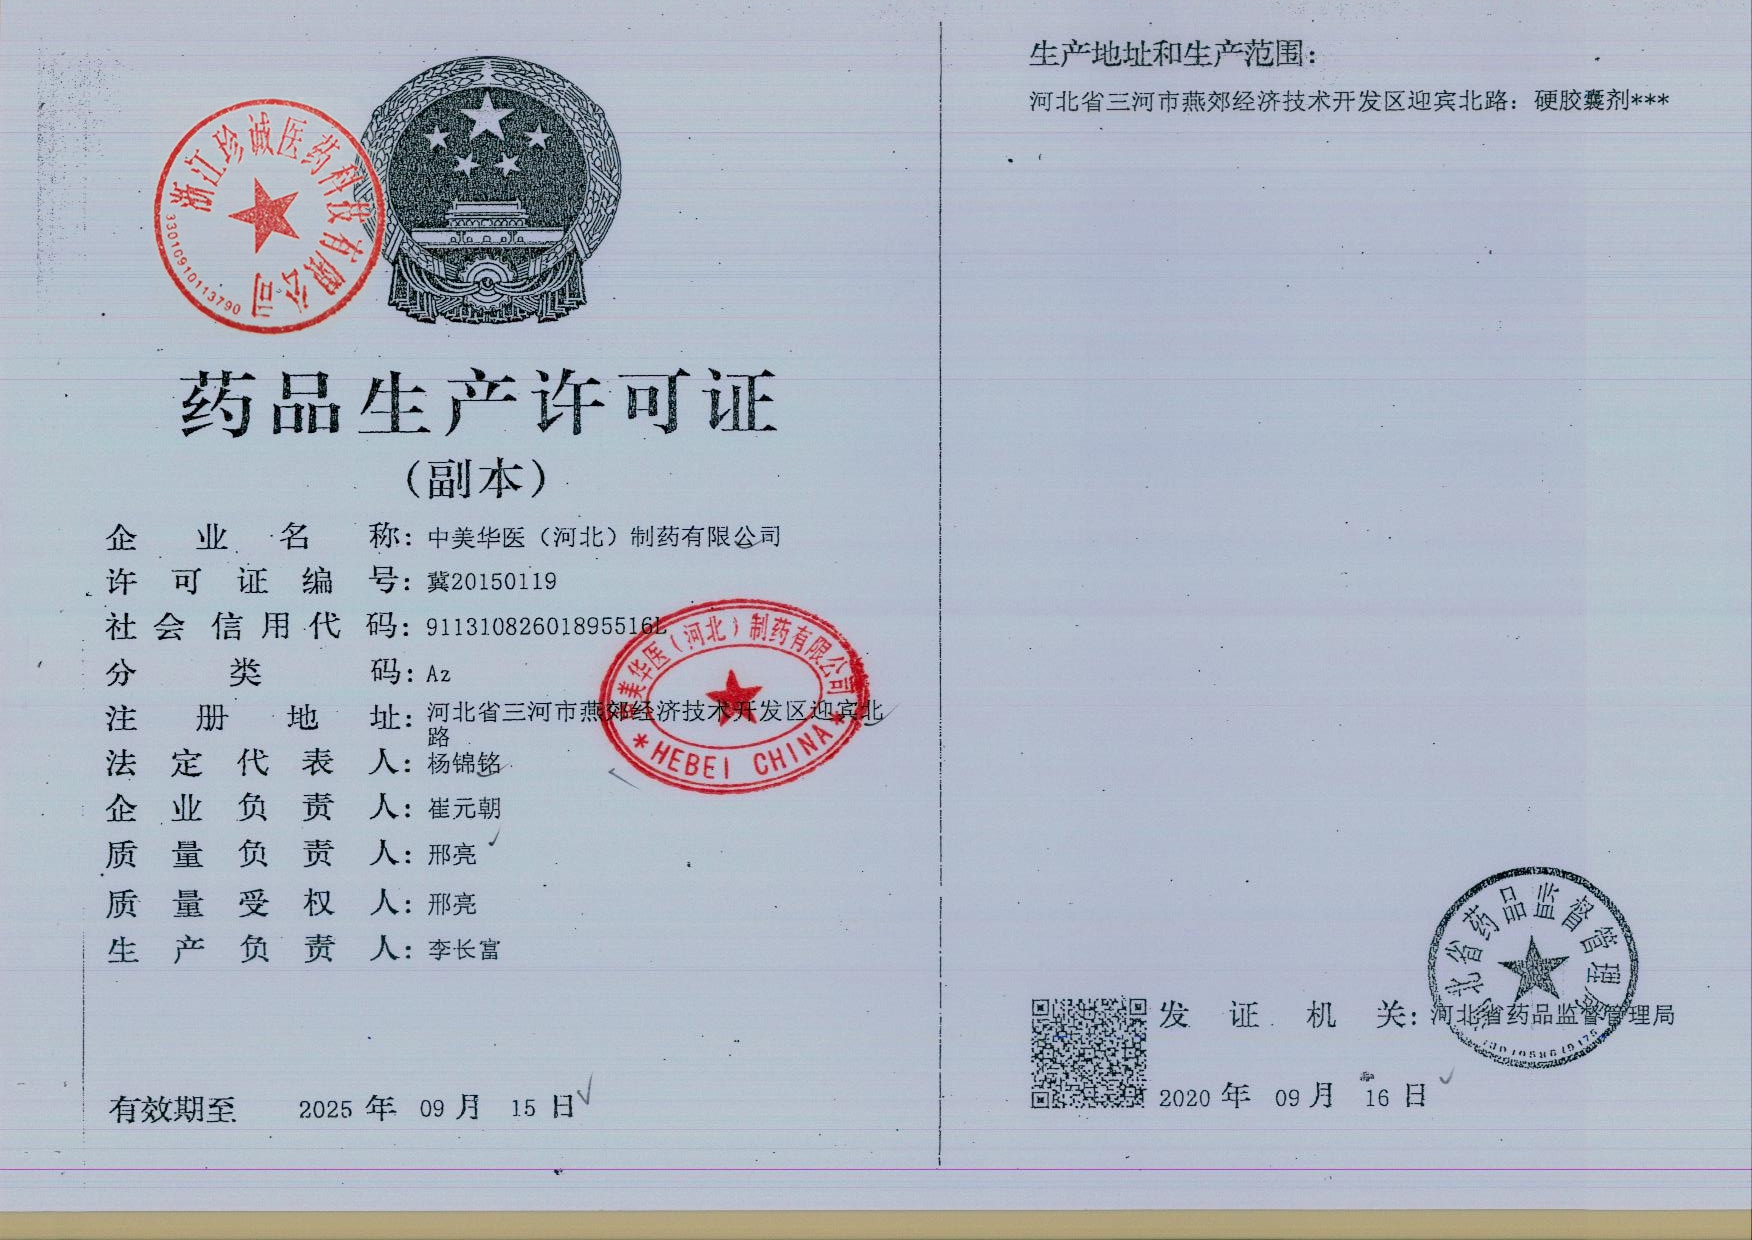 浙江珍诚医药科技有限公司
33010910113790
药品生产许可证
（副本）
企业名称：中美华医（河北）制药有限公司
许可证编号：冀20150119
社会信用代码：91131082601895516L
分类码：Az
注册地址：河北省三河市燕郊经济技术开发区迎宾北
路
法定代表人：杨锦铭
企业负责人：崔元朝
质量负责人：邢亮
质量受权人：邢亮
生产负责人：李长富
中美华医（河北）制药有限公司
*HEBEI CHINA*
有效期至 2025年 09月 15日
生产地址和生产范围：
河北省三河市燕郊经济技术开发区迎宾北路：硬胶囊剂***
河北省药品监督管理局
发证机关：河北省药品监督管理局
2020年 09月 16日